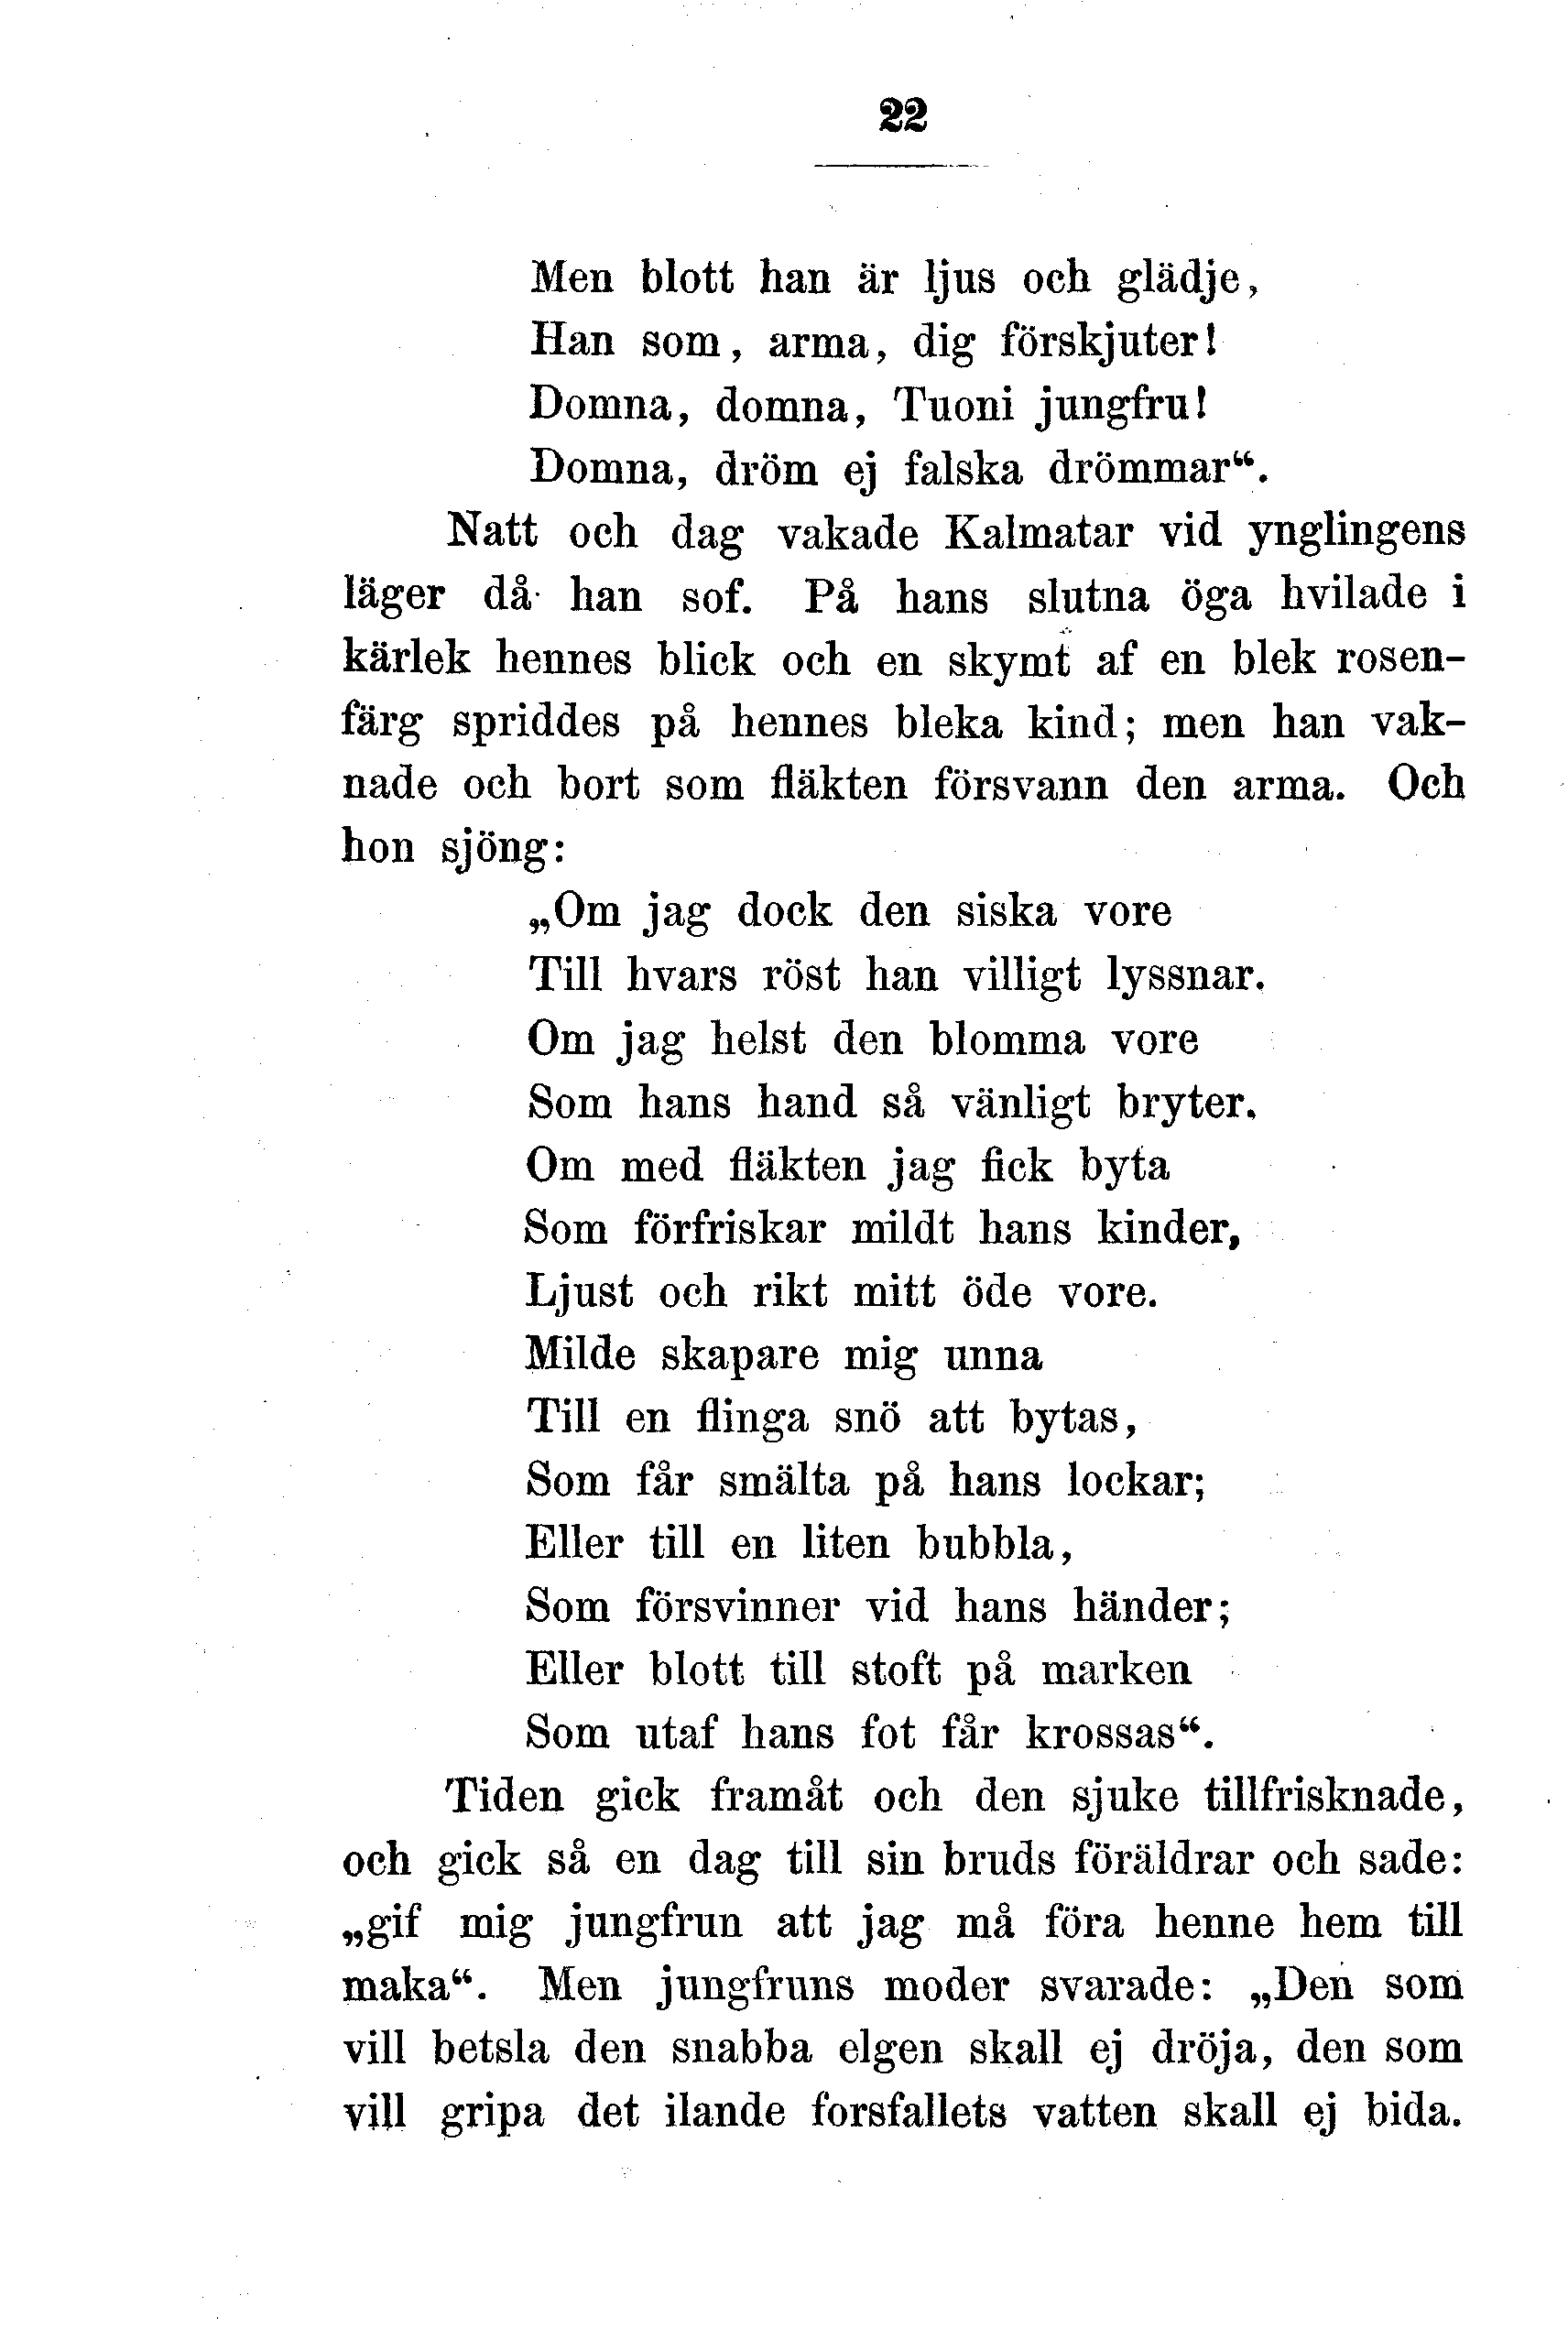 22
Men blott han är ljus och glädje,
Han som, arma, dig förskjuter!
Domna, domna, Tuoni jungfru!
Domna, dröm ej falska drömmar“.
Natt och dag vakade Kalmatar vid ynglingens
läger då han sof. På hans slutna öga hvilade i
kärlek hennes blick och en skymt af en blek rosen-
färg spriddes på hennes bleka kind; men han vak-
nade och bort som fläkten försvann den arma. Och
hon sjöng:
„Om jag dock den siska vore
Till hvars röst han villigt lyssnar.
Om jag helst den blomma vore
Som hans hand så vänligt bryter.
Om med fläkten jag fick byta
Som förfriskar mildt hans kinder,
Ljust och rikt mitt öde vore.
Milde skapare mig unna
Till en flinga snö att bytas,
Som får smälta på hans lockar;
Eller till en liten bubbla,
Som försvinner vid hans händer;
Eller blott till stoft på marken
Som utaf hans fot får krossas“.
Tiden gick framåt och den sjuke tillfrisknade,
och gick så en dag till sin bruds föräldrar och sade:
„gif mig jungfrun att jag må föra henne hem till
maka“. Men jungfruns moder svarade: „Den som
vill betsla den snabba elgen skall ej dröja, den som
vill gripa det ilande forsfallets vatten skall ej bida.